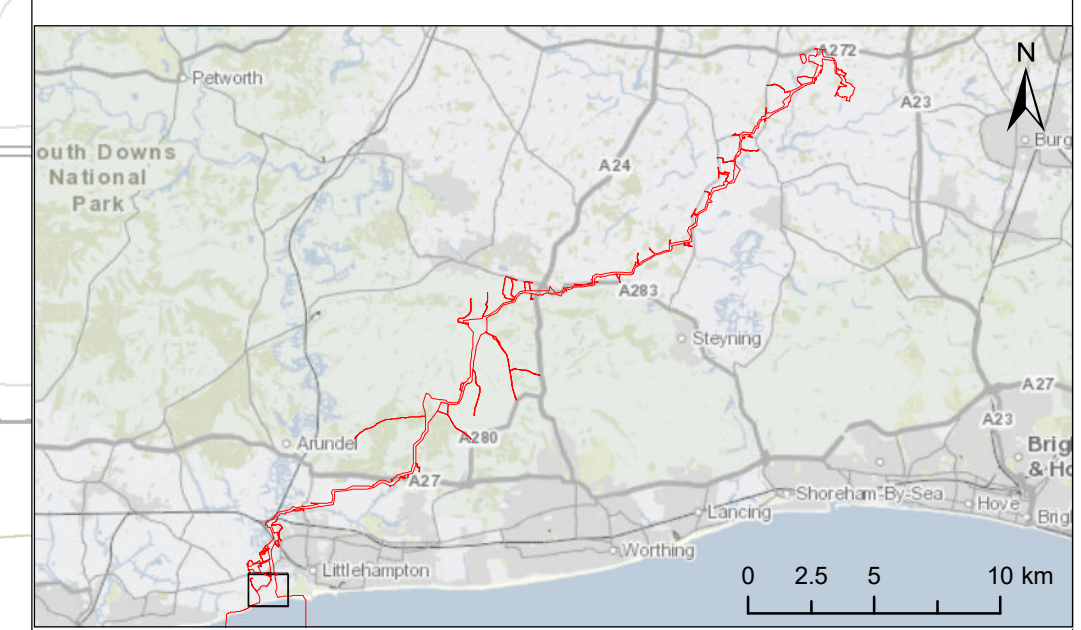 A272
N
Petworth
A23
Burg
outh Downs
National
Park
A24
A283
Steyning
A27
A23
Arundel
A280
Brig
& Ho
A27
Shoreham-By-Sea
Hove
Lancing
Brig
Worthing
Littlehampton
0 2.5 5 10 km